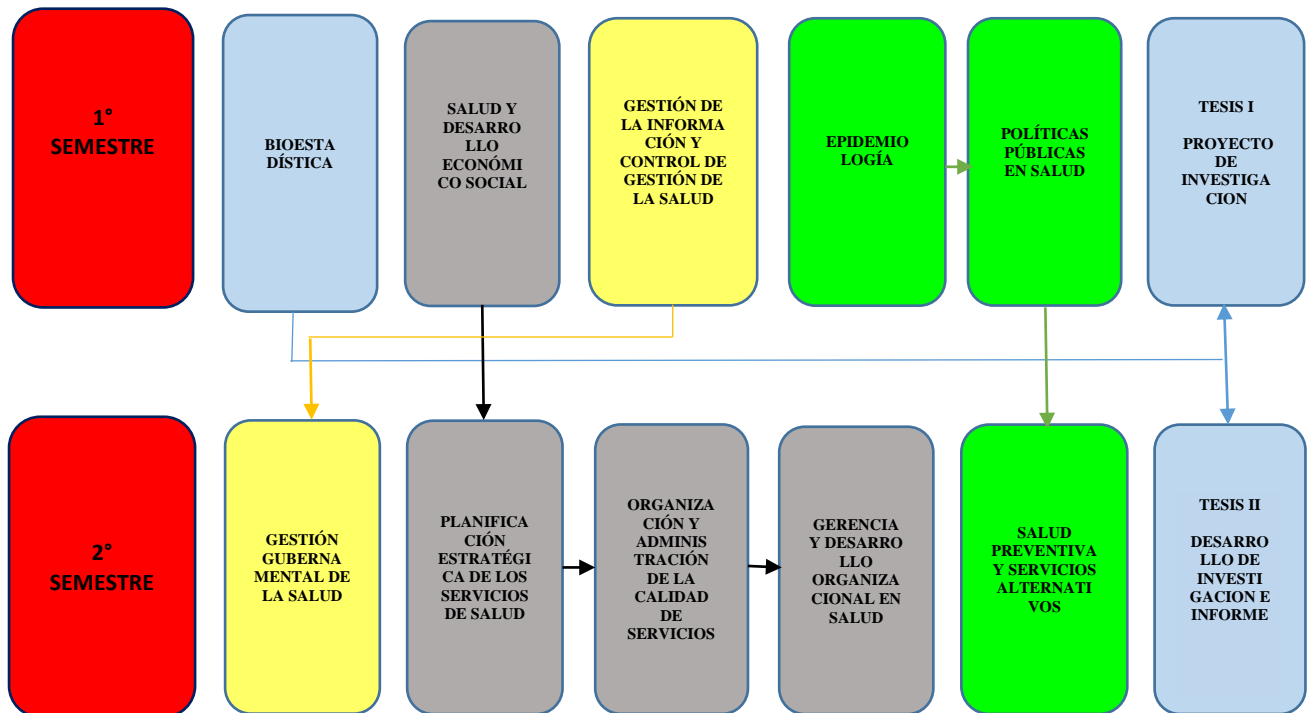 1°
SEMESTRE
BIOESTA
DÍSTICA
SALUD Y
DESARRO
LLO
ECONÓMI
CO SOCIAL
GESTIÓN DE
LA INFORMA
CIÓN Y
CONTROL DE
GESTIÓN DE
LA SALUD
EPIDEMIO
LOGÍA
POLÍTICAS
PÚBLICAS
EN SALUD
TESIS I
PROYECTO
DE
INVESTIGA
CION
2°
SEMESTRE
GESTIÓN
GUBERNA
MENTAL DE
LA SALUD
PLANIFICA
CIÓN
ESTRATÉGI
CA DE LOS
SERVICIOS
DE SALUD
ORGANIZA
CIÓN Y
ADMINIS
TRACIÓN
DE LA
CALIDAD
DE
SERVICIOS
GERENCIA
Y DESARRO
LLO
ORGANIZA
CIONAL EN
SALUD
SALUD
PREVENTIVA
Y SERVICIOS
ALTERNATI
VOS
TESIS II
DESARRO
LLO DE
INVESTI
GACION E
INFORME